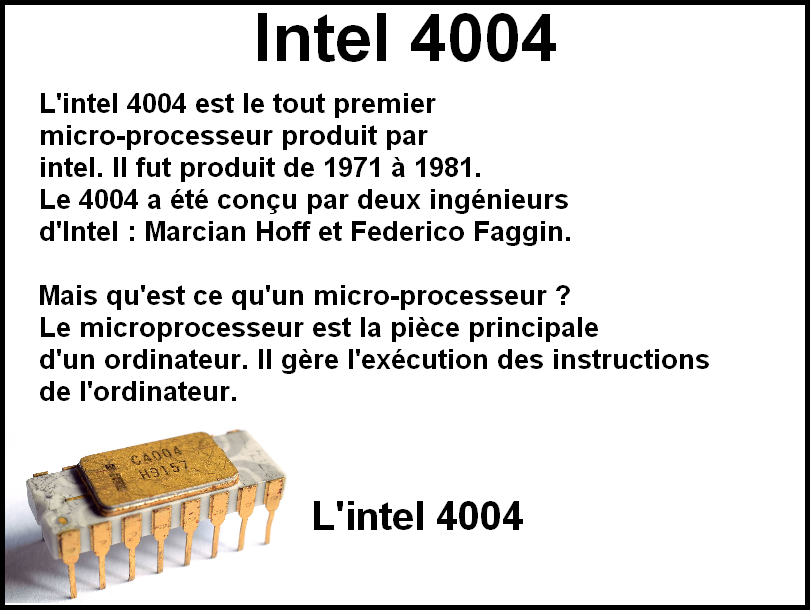 Intel 4004
L'intel 4004 est le tout premier
micro-processeur produit par
intel. Il fut produit de 1971 à 1981.
Le 4004 a été conçu par deux ingénieurs
d'Intel : Marcian Hoff et Federico Faggin.
Mais qu'est ce qu'un micro-processeur ?
Le microprocesseur est la pièce principale
d'un ordinateur. Il gère l'exécution des instructions
de l'ordinateur.
C4004
H9157
L'intel 4004